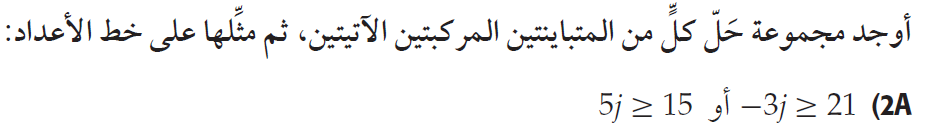 أوجد مجموعة حَلّ كلٍّ من المتباينتين المركبتين الآتيتين، ثم مثِّلها على خط الأعداد:
2A) −3j ≥ 21 أو 5j ≥ 15